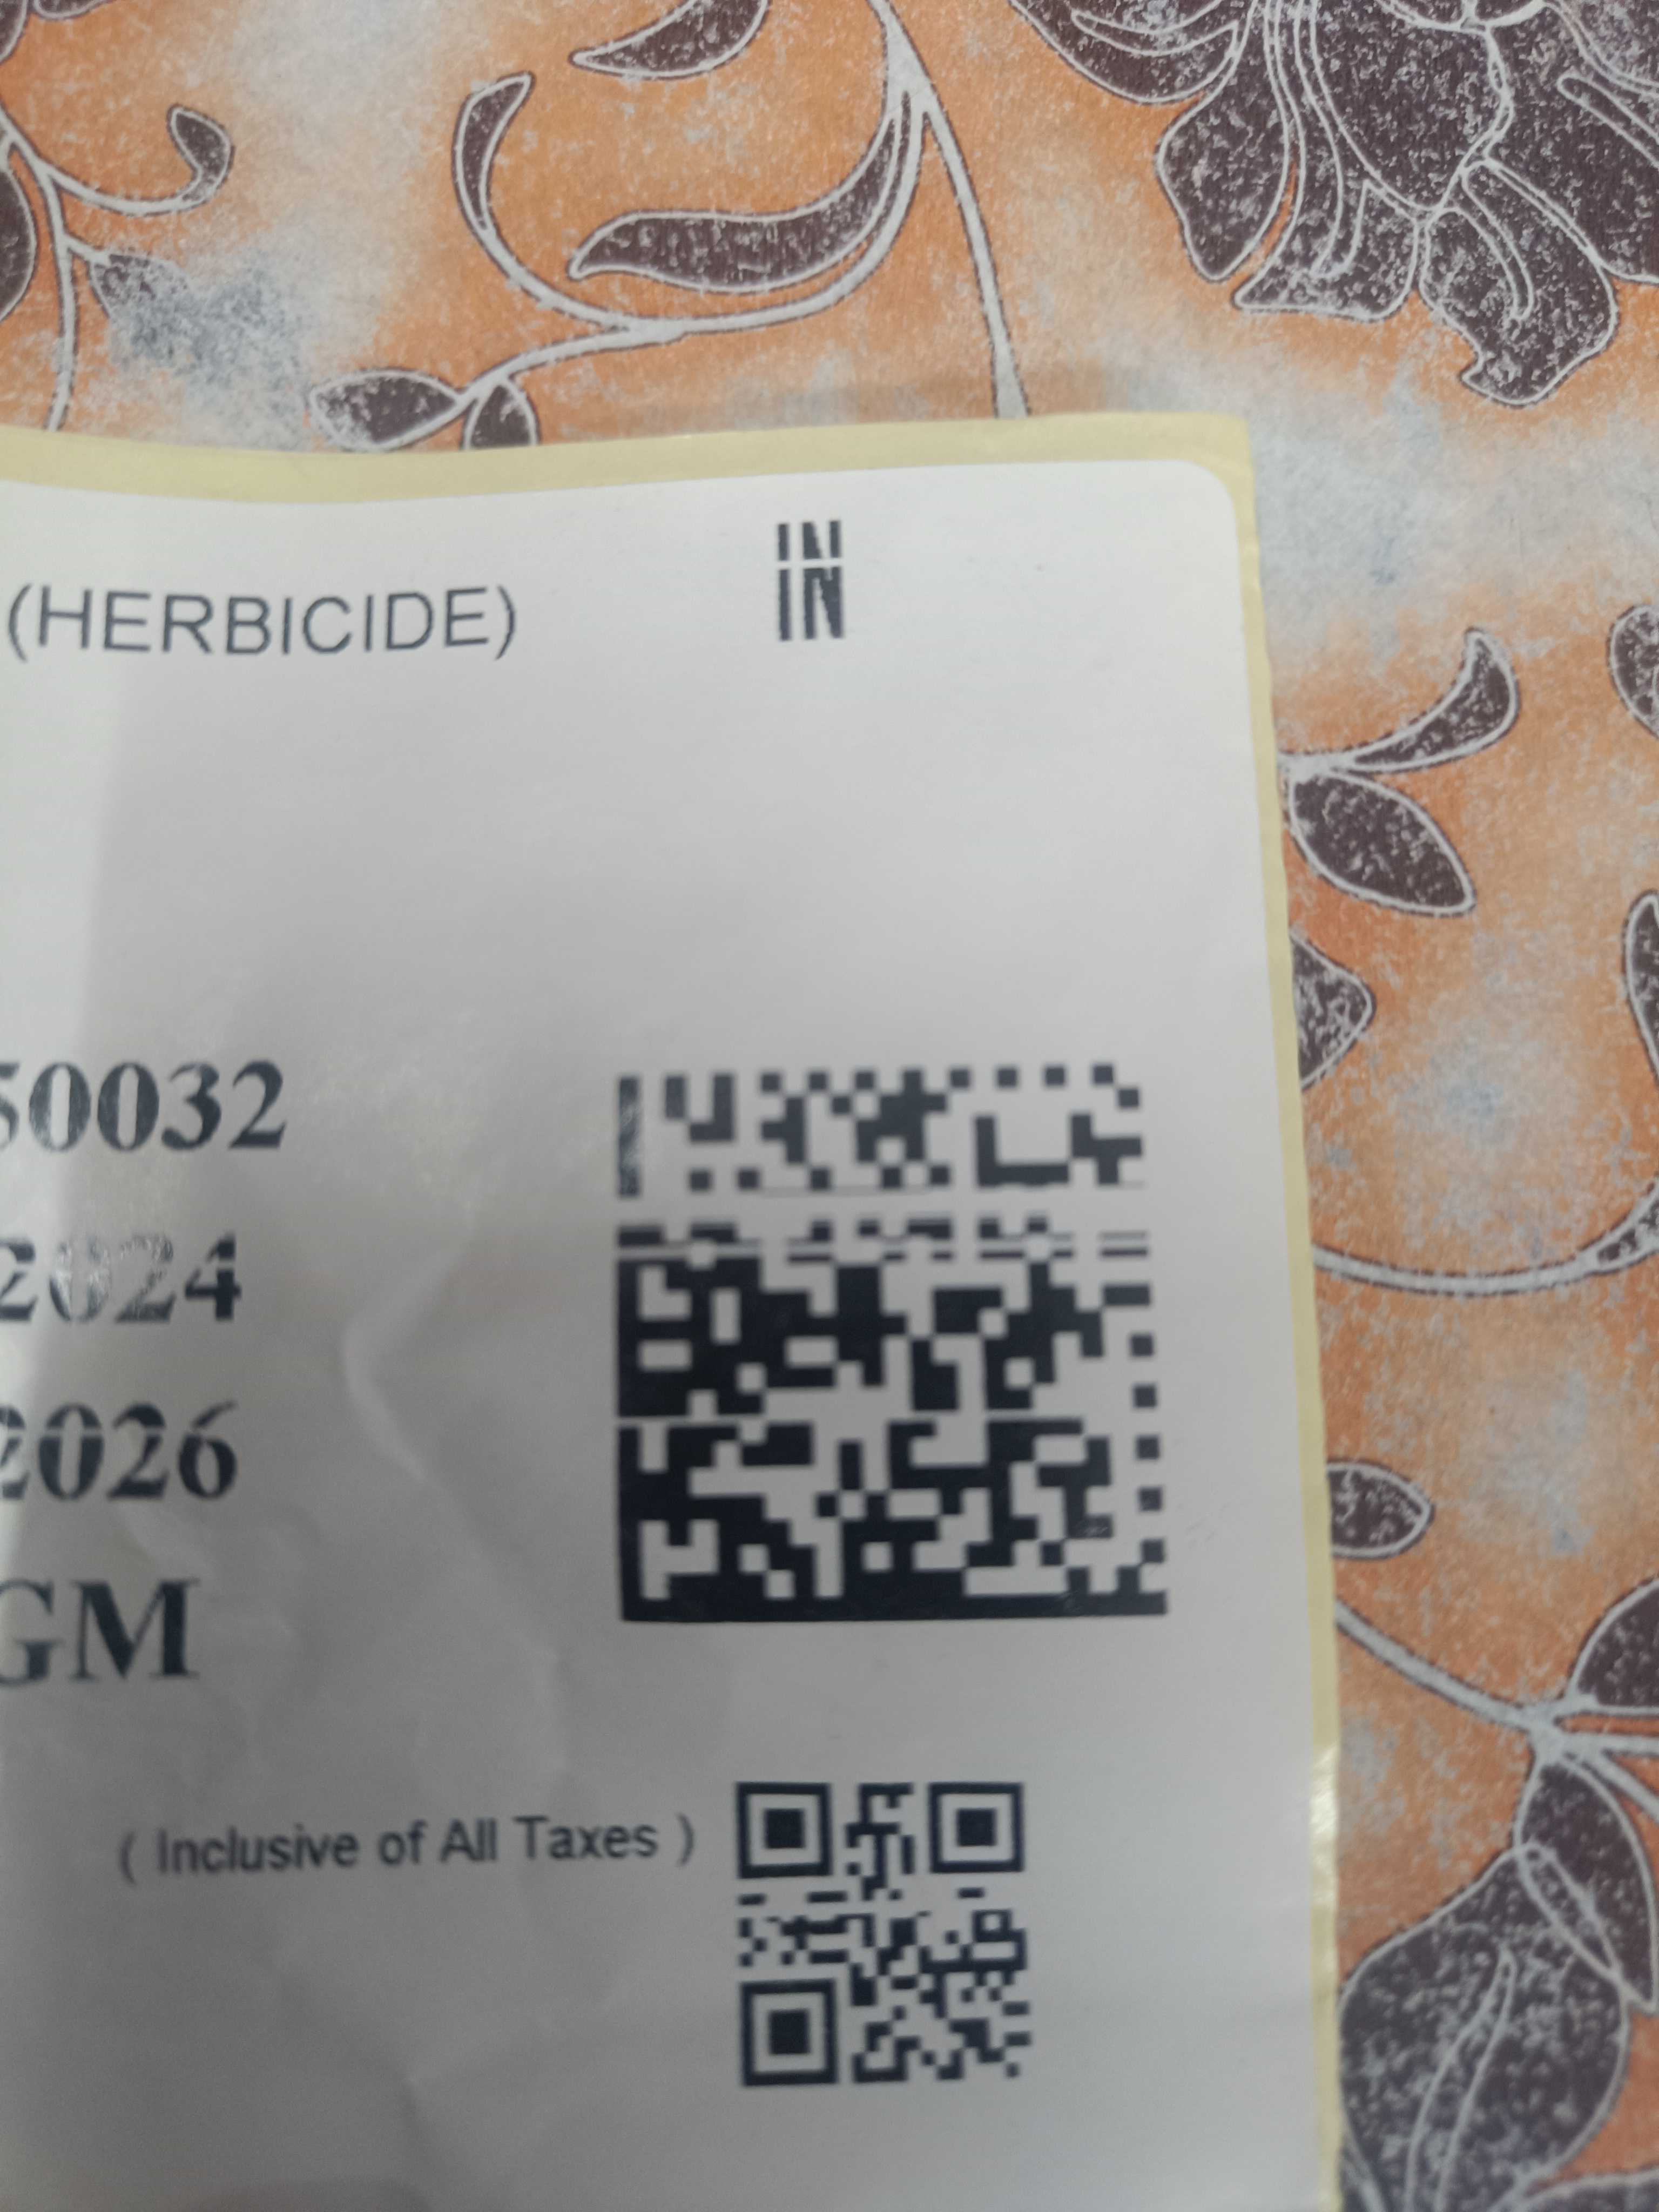 (HERBICIDE)
IN
50032
2024
2026
GM
( Inclusive of All Taxes )